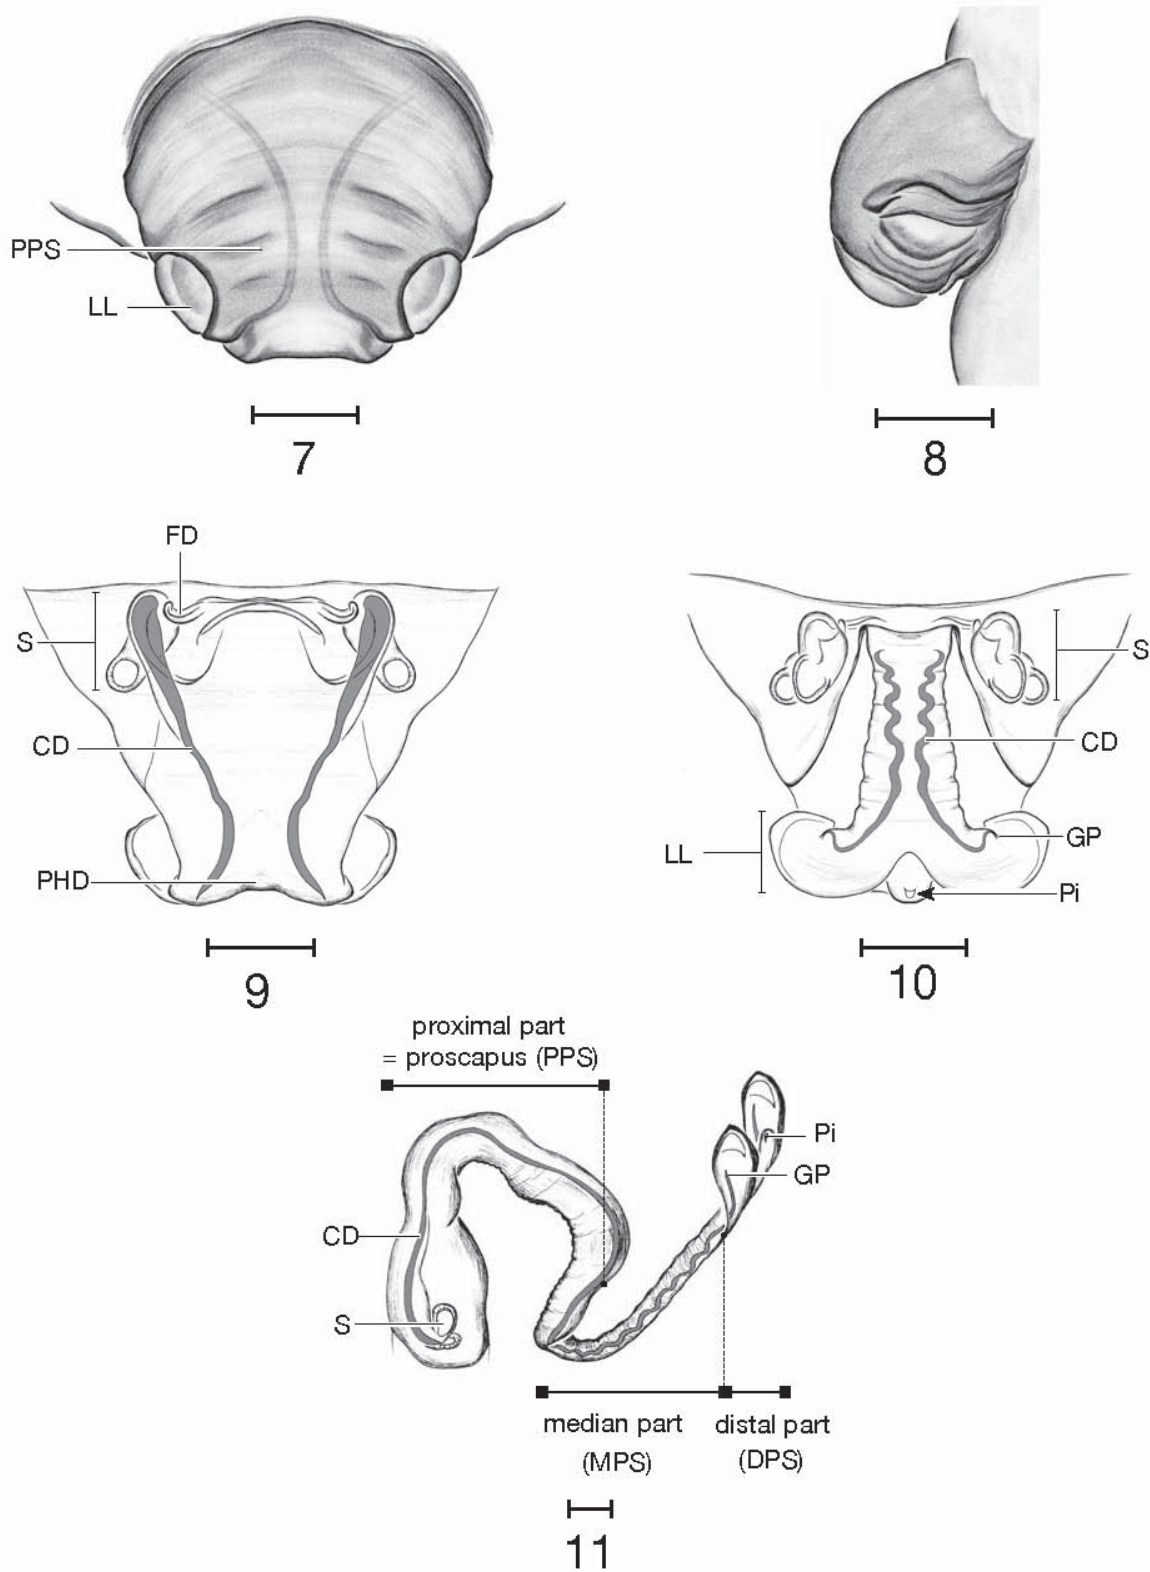 PPS
LL
7
8
FD
S
CD
PHD
9
S
CD
GP
LL
Pi
10
proximal part
= proscapus (PPS)
Pi
GP
CD
S
median part
(MPS)
distal part
(DPS)
11